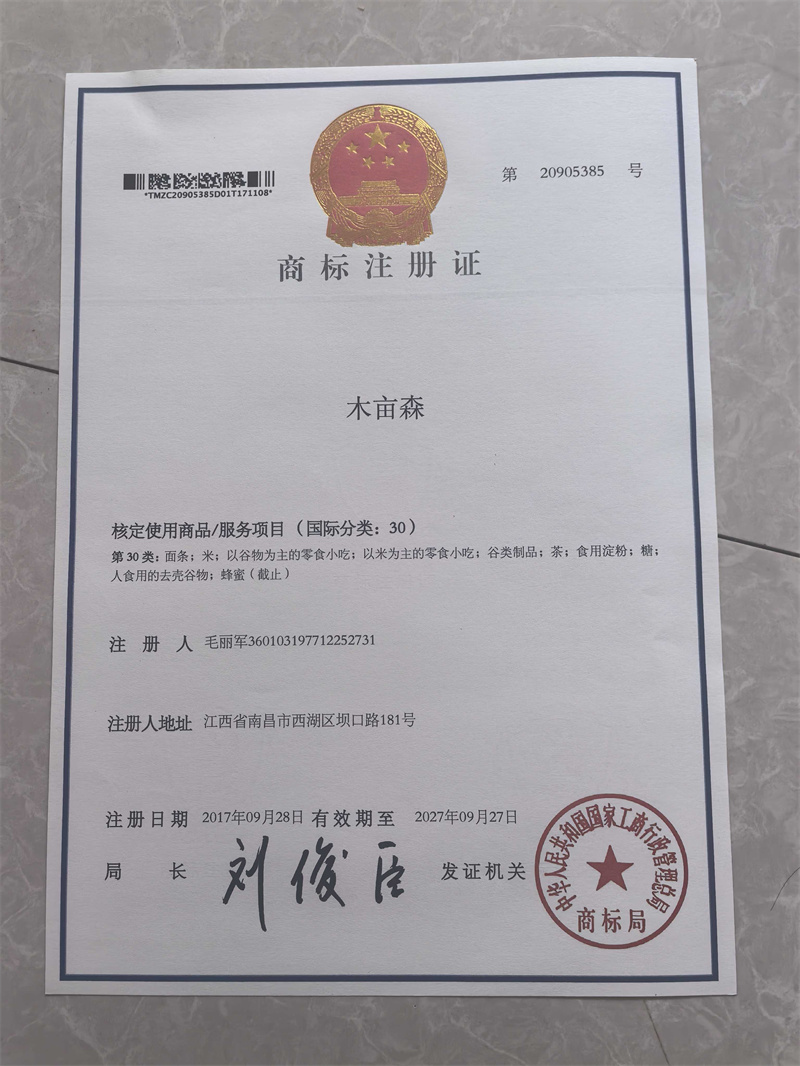 *TMZC20905385D01T171108*
第 20905385 号
商标注册证
木亩森
核定使用商品/服务项目（国际分类：30）
第 30 类：面条；米；以谷物为主的零食小吃；以米为主的零食小吃；谷类制品；茶；食用淀粉；糖；
人食用的去壳谷物；蜂蜜（截止）
注 册 人 毛丽军360103197712252731
注册人地址 江西省南昌市西湖区坝口路181号
注册日期 2017年09月28日 有效期至 2027年09月27日
局 长 刘俊臣 发证机关
中华人民共和国国家工商行政管理总局
商标局